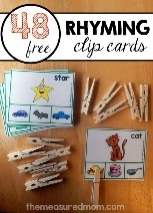 48
free
RHYMING
clip cards
star
cat
themeasuredmom.com